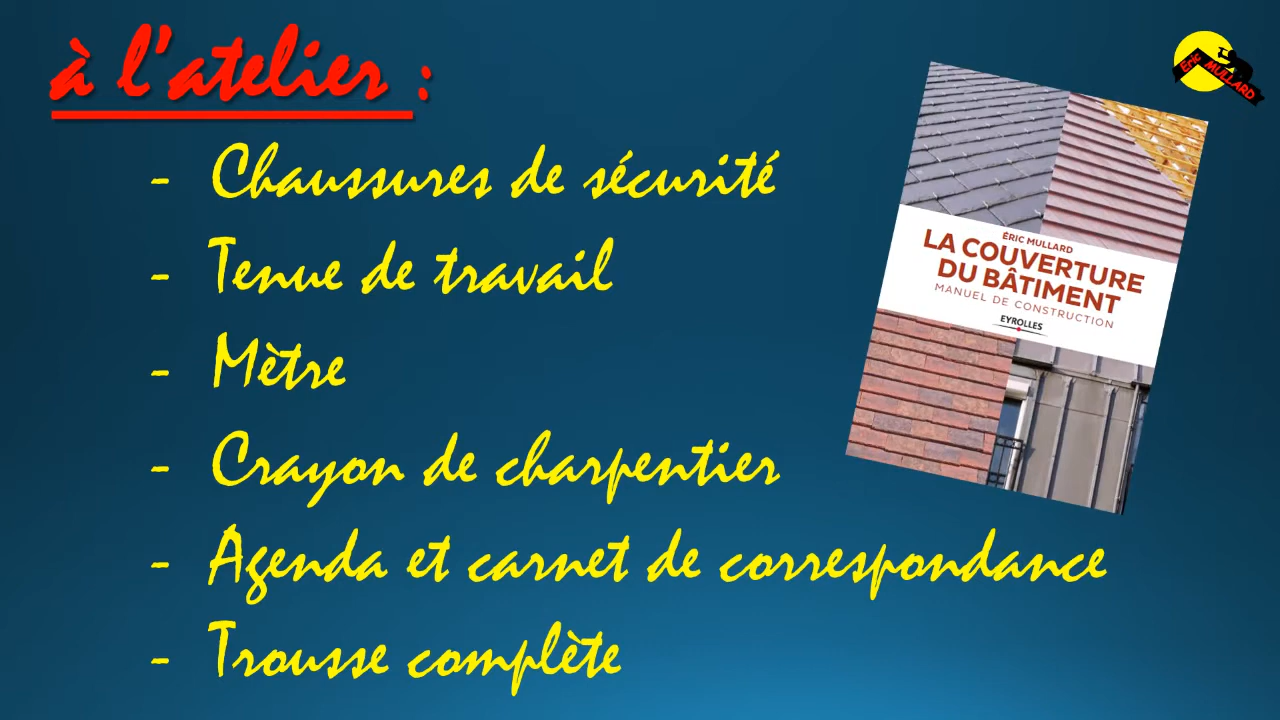 à l'atelier :
- Chaussures de sécurité
- Tenue de travail
- Mètre
- Crayon de charpentier
- Agenda et carnet de correspondance
- Trousse complète
Eric MULLARD
ÉRIC MULLARD
LA COUVERTURE
DU BÂTIMENT
MANUEL DE CONSTRUCTION
EYROLLES